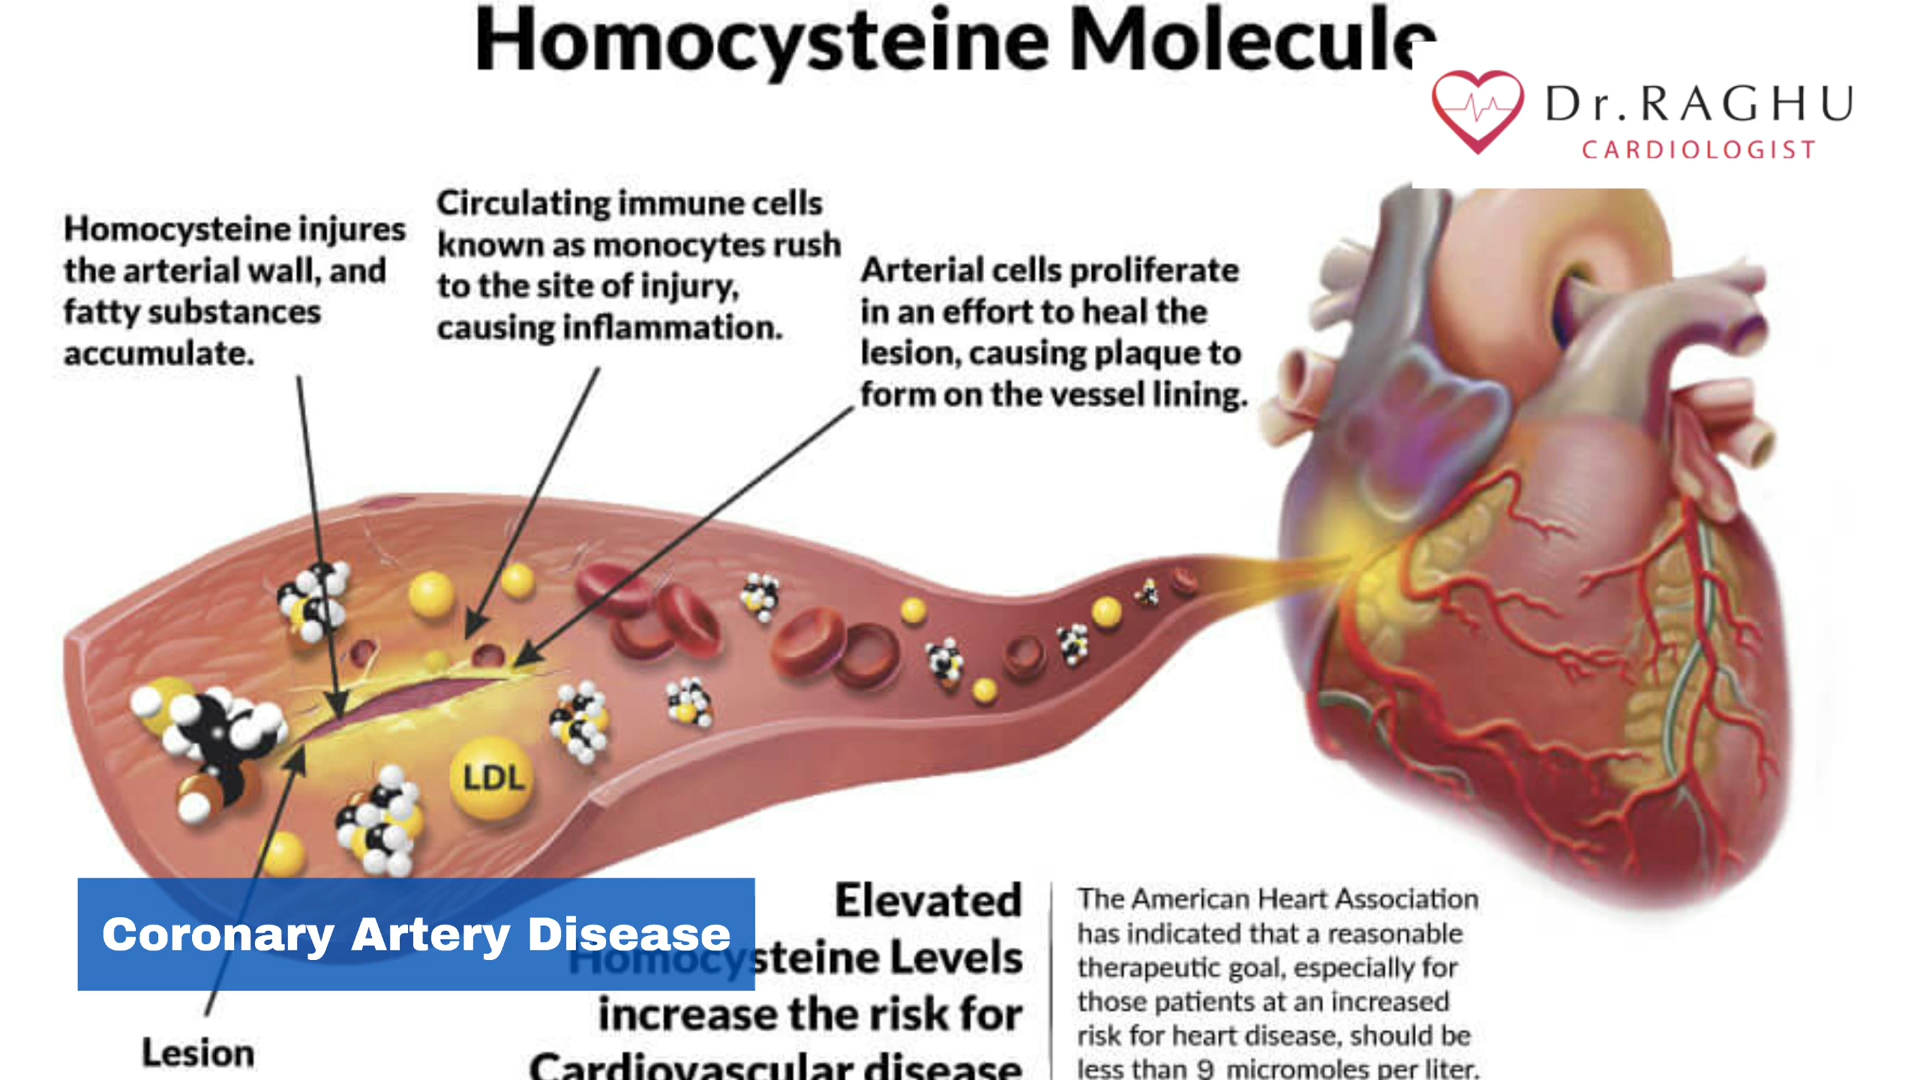 Homocysteine Molecule
Dr.RAGHU
CARDIOLOGIST
Homocysteine injures
the arterial wall, and
fatty substances
accumulate.
Circulating immune cells
known as monocytes rush
to the site of injury,
causing inflammation.
Arterial cells proliferate
in an effort to heal the
lesion, causing plaque to
form on the vessel lining.
LDL
Coronary Artery Disease
Lesion
Elevated
Homocysteine Levels
increase the risk for
Cardiovascular disease
The American Heart Association
has indicated that a reasonable
therapeutic goal, especially for
those patients at an increased
risk for heart disease, should be
less than 9 micromoles per liter.